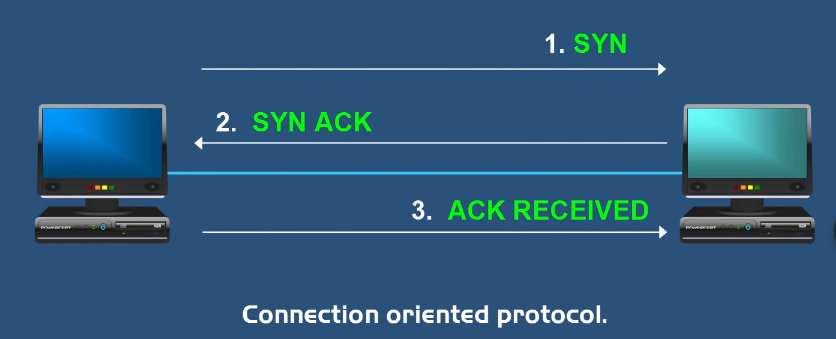 1. SYN
2. SYN ACK
3. ACK RECEIVED
Connection oriented protocol.